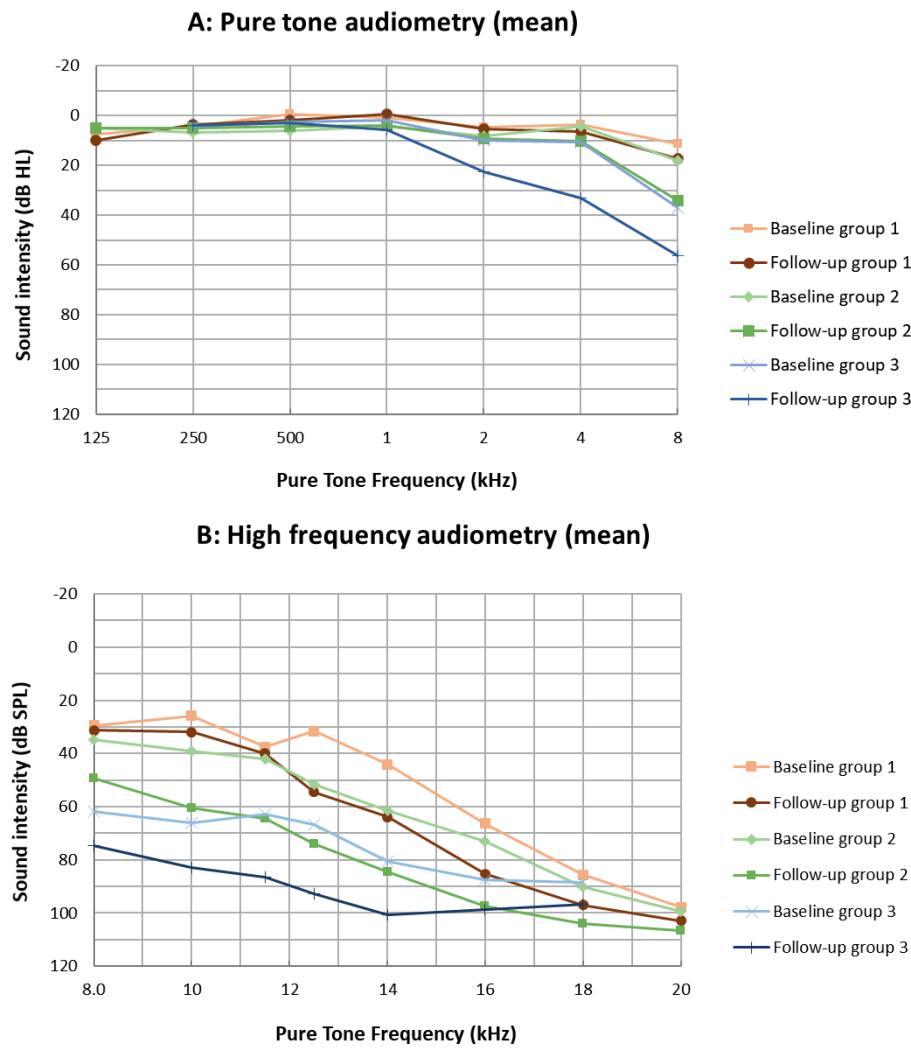 A: Pure tone audiometry (mean)
-20
0
20
40
60
80
100
120
Sound intensity (dB HL)
125 250 500 1 2 4 8
Pure Tone Frequency (kHz)
Baseline group 1
Follow-up group 1
Baseline group 2
Follow-up group 2
Baseline group 3
Follow-up group 3
B: High frequency audiometry (mean)
-20
0
20
40
60
80
100
120
Sound intensity (dB SPL)
8.0 10 12 14 16 18 20
Pure Tone Frequency (kHz)
Baseline group 1
Follow-up group 1
Baseline group 2
Follow-up group 2
Baseline group 3
Follow-up group 3